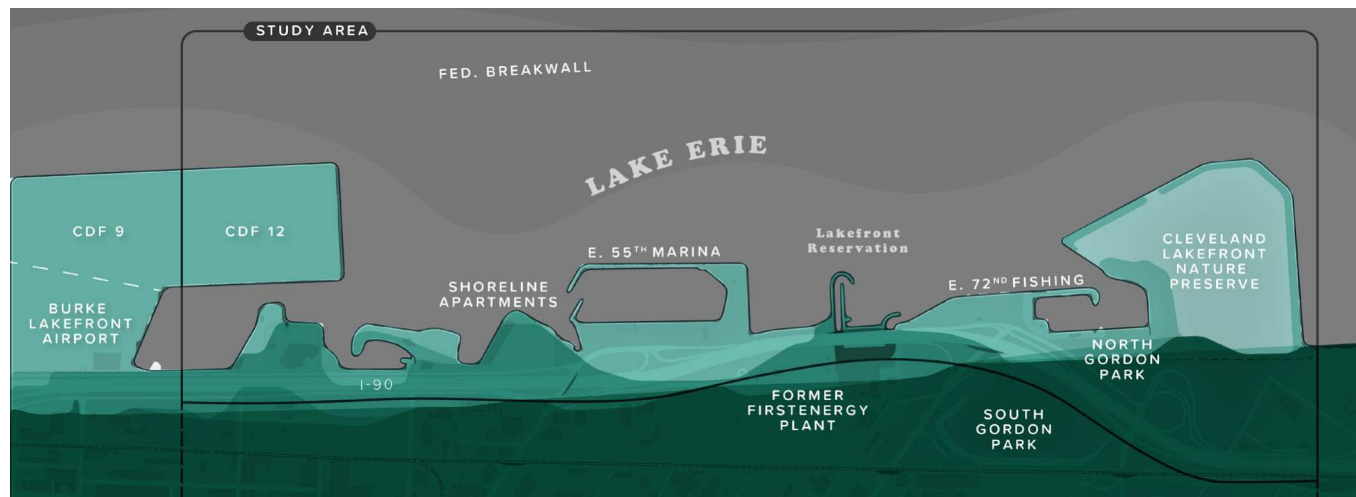 STUDY AREA
FED. BREAKWALL
LAKE ERIE
CDF 9
CDF 12
Lakefront
Reservation
CLEVELAND
LAKEFRONT
NATURE
PRESERVE
E. 55TH MARINA
SHORELINE
APARTMENTS
E. 72ND FISHING
BURKE
LAKEFRONT
AIRPORT
NORTH
GORDON
PARK
I-90
FORMER
FIRSTENERGY
PLANT
SOUTH
GORDON
PARK